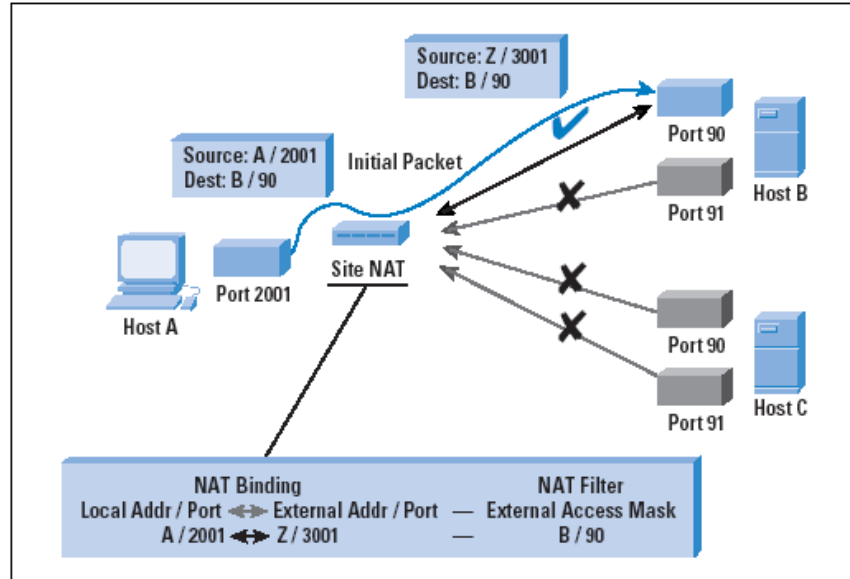 Source: Z / 3001
Dest: B / 90
Port 90
Source: A / 2001
Dest: B / 90
Initial Packet
Host B
Port 91
Site NAT
Port 2001
Host A
Port 90
Host C
Port 91
NAT Binding NAT Filter
Local Addr / Port External Addr / Port — External Access Mask
A / 2001 Z / 3001 — B / 90